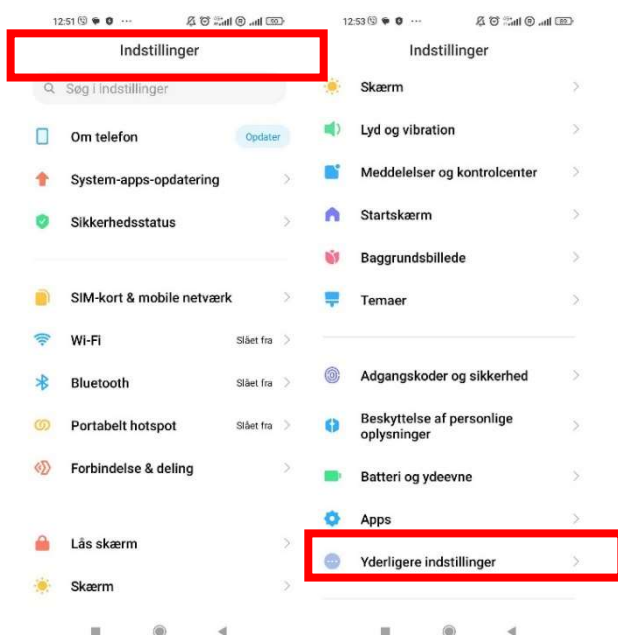 12:51
50
Indstillinger
Søg i indstillinger
Om telefon
Opdater
System-apps-opdatering
Sikkerhedsstatus
SIM-kort & mobile netværk
Wi-Fi
Slået fra
Bluetooth
Slået fra
Portabelt hotspot
Slået fra
Forbindelse & deling
Lås skærm
Skærm
12:53
Indstillinger
Skærm
Lyd og vibration
Meddelelser og kontrolcenter
Startskærm
Baggrundsbillede
Temaer
Adgangskoder og sikkerhed
Beskyttelse af personlige
oplysninger
Batteri og ydeevne
Apps
Yderligere indstillinger